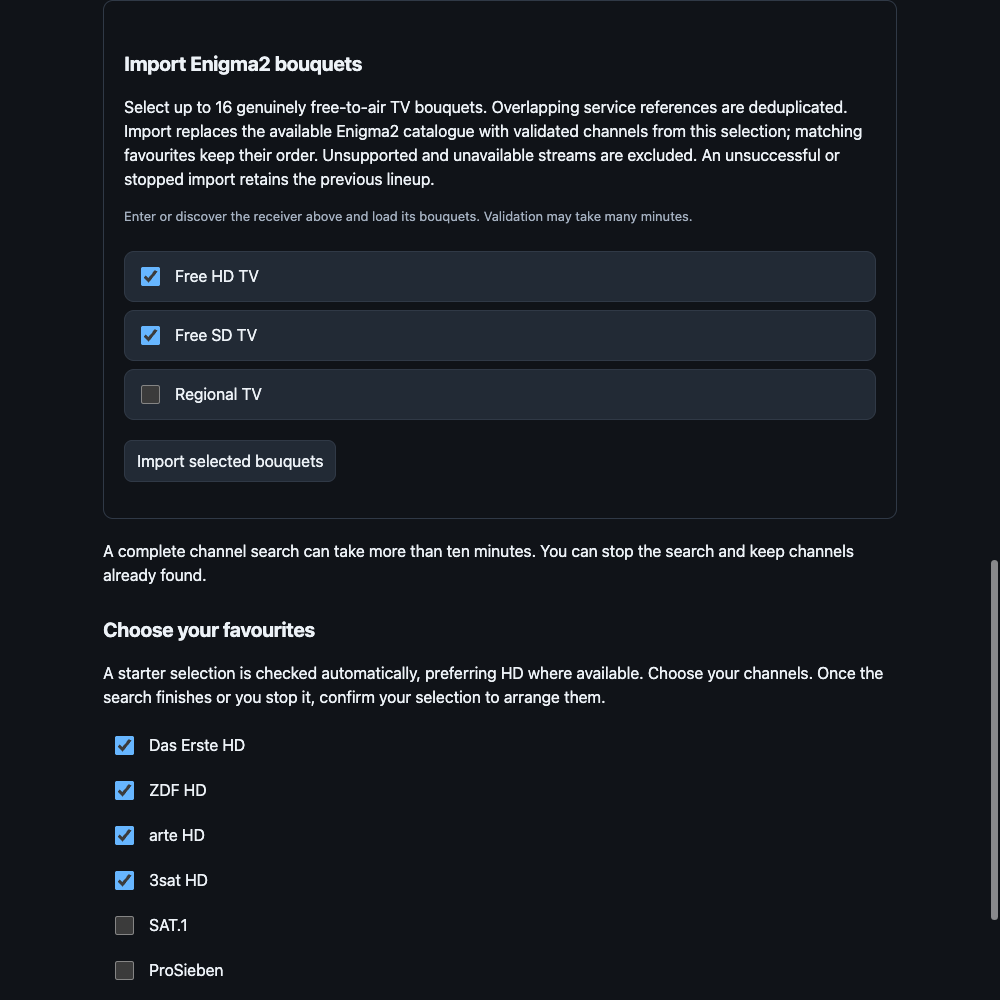 Import Enigma2 bouquets
Select up to 16 genuinely free-to-air TV bouquets. Overlapping service references are deduplicated.
Import replaces the available Enigma2 catalogue with validated channels from this selection; matching
favourites keep their order. Unsupported and unavailable streams are excluded. An unsuccessful or
stopped import retains the previous lineup.
Enter or discover the receiver above and load its bouquets. Validation may take many minutes.
Free HD TV
Free SD TV
Regional TV
Import selected bouquets
A complete channel search can take more than ten minutes. You can stop the search and keep channels
already found.
Choose your favourites
A starter selection is checked automatically, preferring HD where available. Choose your channels. Once the
search finishes or you stop it, confirm your selection to arrange them.
Das Erste HD
ZDF HD
arte HD
3sat HD
SAT.1
ProSieben